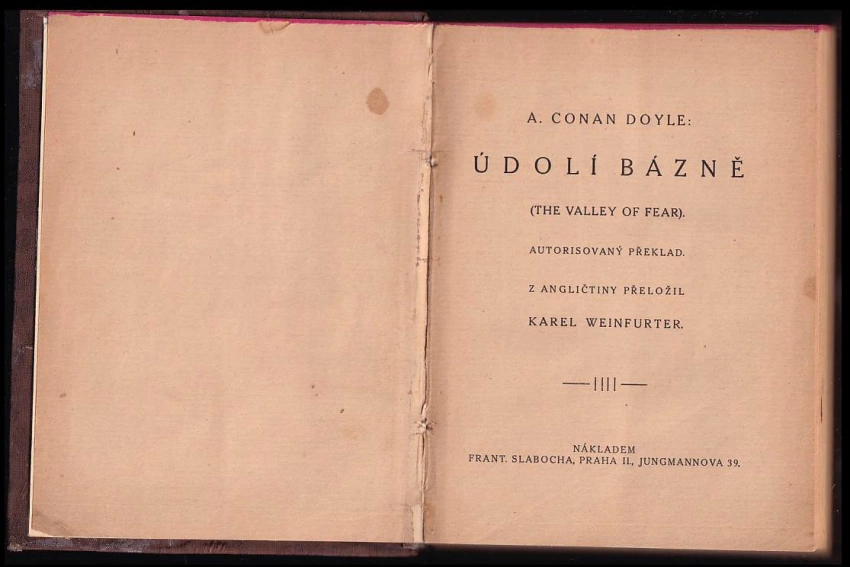 A. CONAN DOYLE:
ÚDOLÍ BÁZNĚ
(THE VALLEY OF FEAR).
AUTORISOVANÝ PŘEKLAD.
Z ANGLIČTINY PŘELOŽIL
KAREL WEINFURTER.
NÁKLADEM
FRANT. SLABOCHA, PRAHA II., JUNGMANNOVA 39.